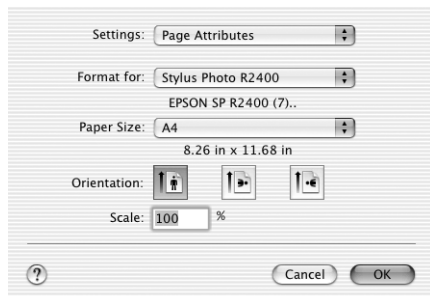 Settings: Page Attributes
Format for: Stylus Photo R2400
EPSON SP R2400 (7)..
Paper Size: A4
8.26 in x 11.68 in
Orientation:
Scale: 100 %
? Cancel OK